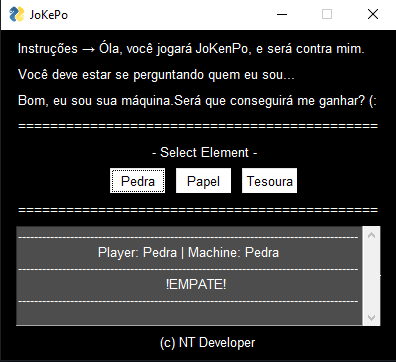 JoKePo
Instruções → Óla, você jogará JoKenPo, e será contra mim.
Você deve estar se perguntando quem eu sou...
Bom, eu sou sua máquina.Será que conseguirá me ganhar? (:
=============================================
- Select Element -
Pedra Papel Tesoura
=============================================
--------------------------------------------------------------------
Player: Pedra | Machine: Pedra
--------------------------------------------------------------------
!EMPATE!
--------------------------------------------------------------------
(c) NT Developer